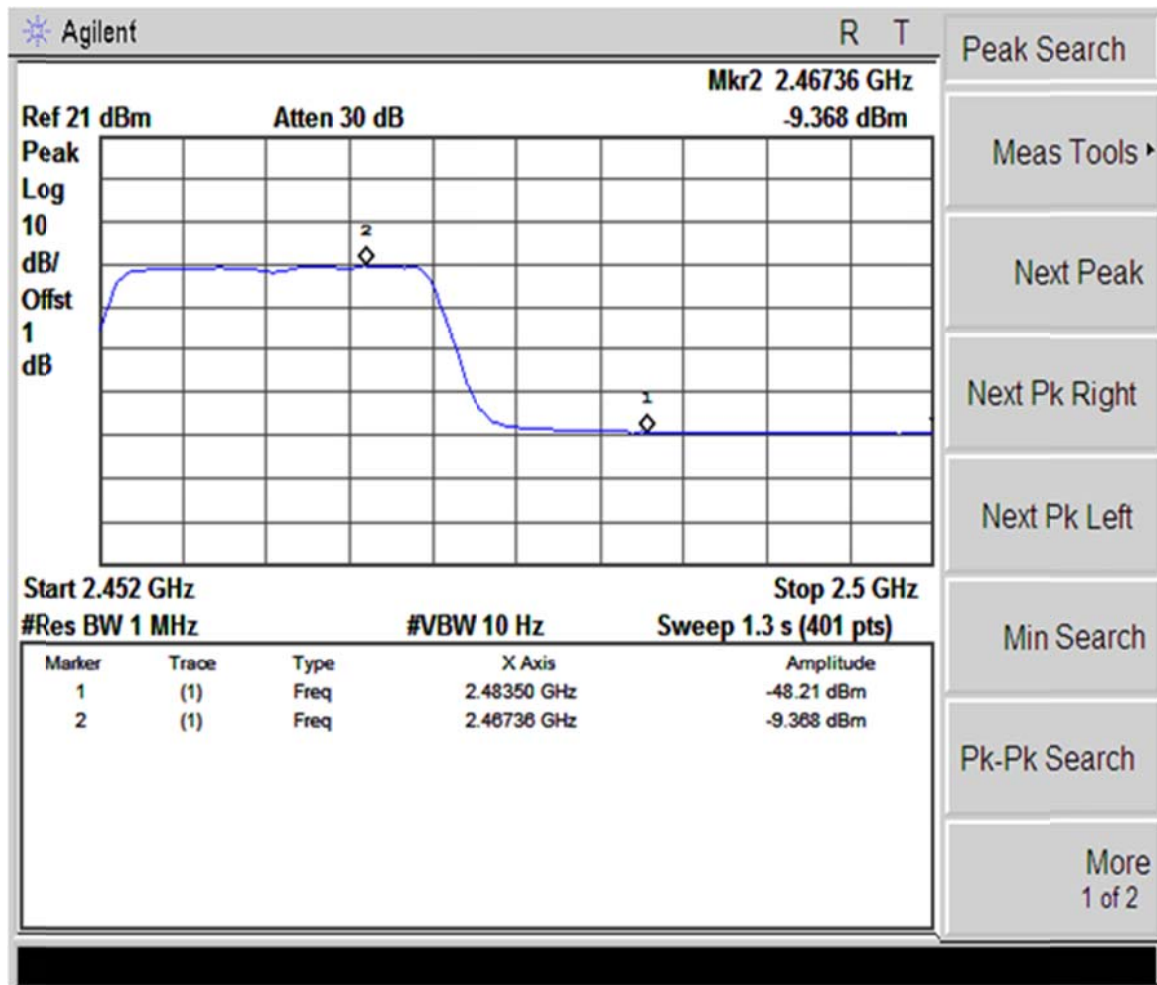 Agilent R T
Peak Search
Mkr2 2.46736 GHz
Ref 21 dBm Atten 30 dB -9.368 dBm
Peak
Log
10
dB/
Offst
1
dB
2
1
Meas Tools
Next Peak
Next Pk Right
Next Pk Left
Min Search
Pk-Pk Search
More
1 of 2
Start 2.452 GHz Stop 2.5 GHz
#Res BW 1 MHz #VBW 10 Hz Sweep 1.3 s (401 pts)
Marker Trace Type X Axis Amplitude
1 (1) Freq 2.48350 GHz -48.21 dBm
2 (1) Freq 2.46736 GHz -9.368 dBm